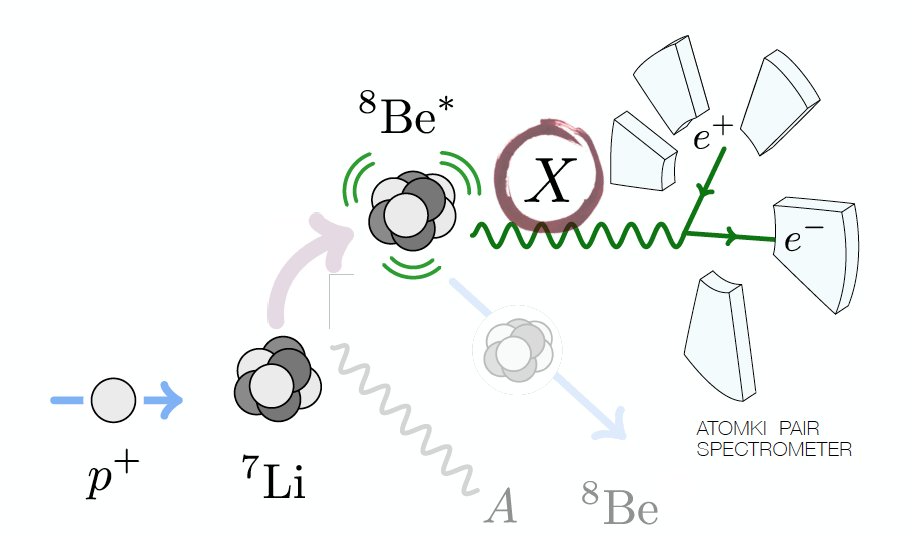 ⁸Be*
X
e⁺
e⁻
p⁺
⁷Li
A
⁸Be
ATOMKI PAIR
SPECTROMETER